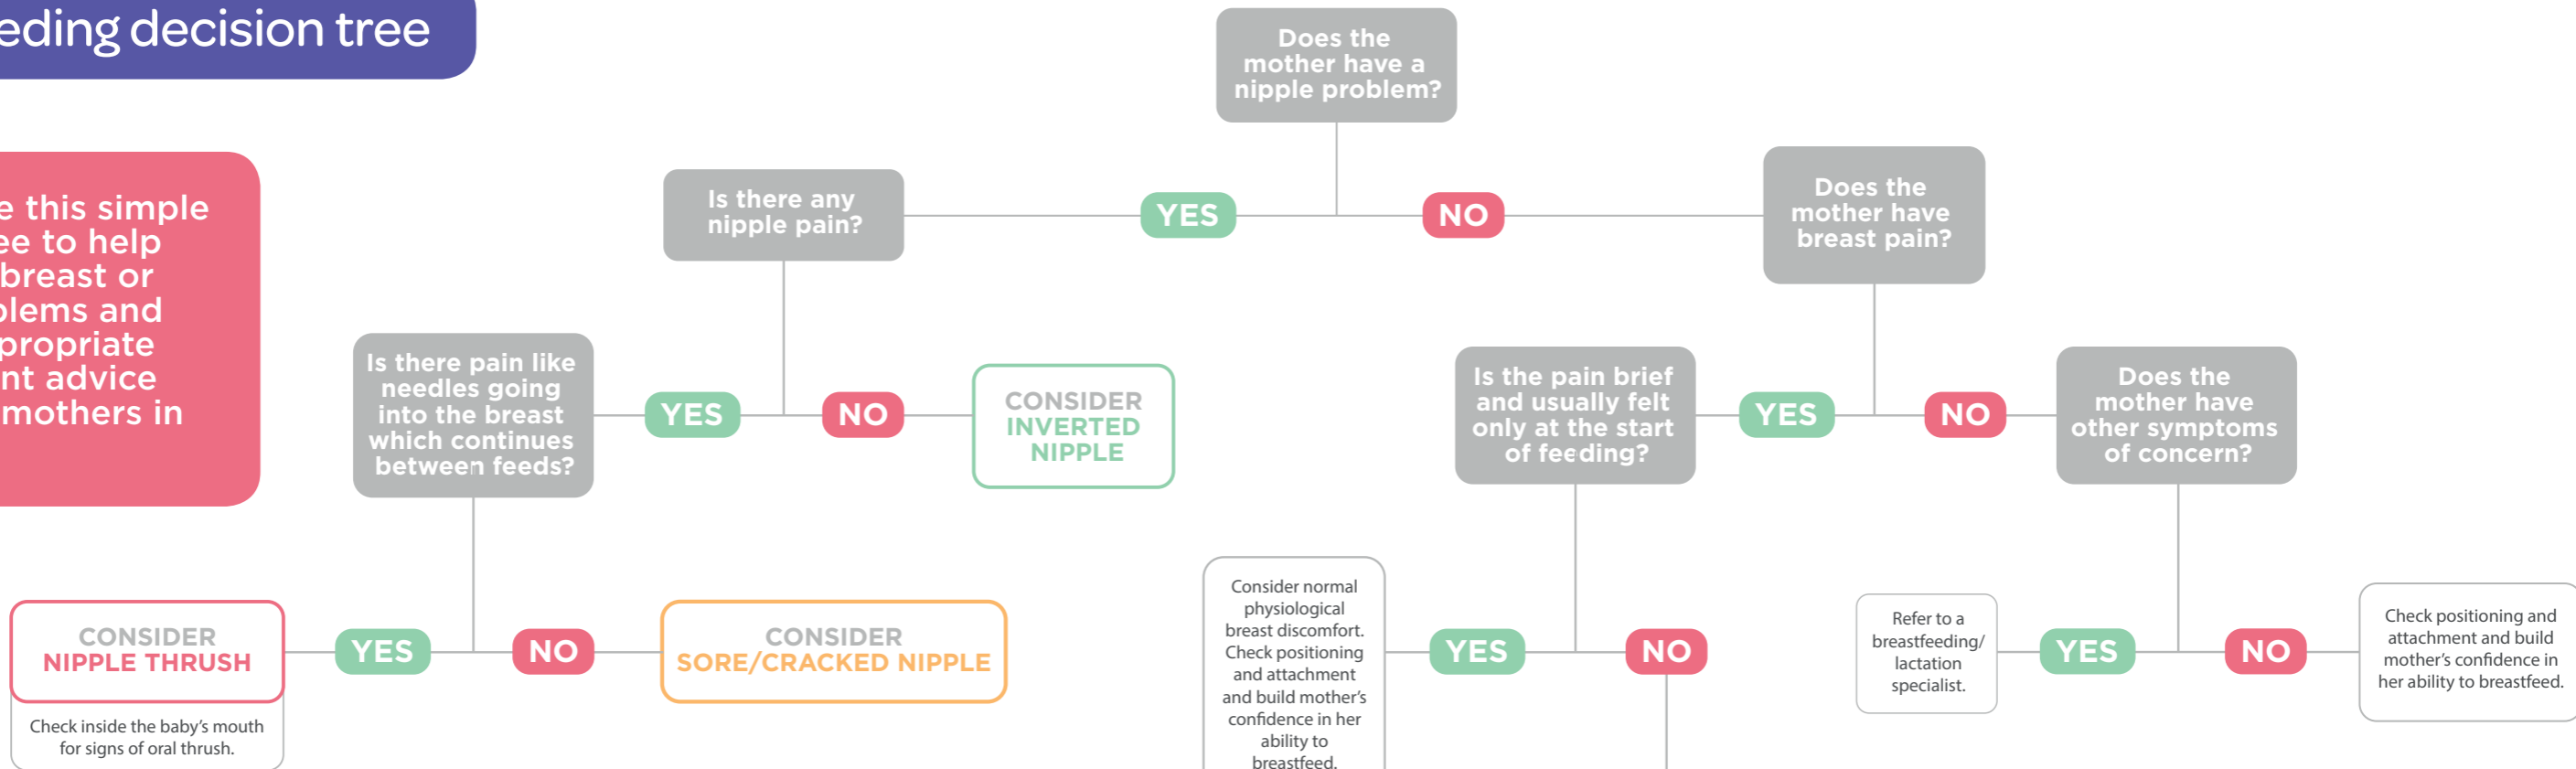 eding decision tree
Does the
mother have a
nipple problem?
e this simple
ee to help
breast or
blems and
propriate
nt advice
mothers in
Is there any
nipple pain?
YES
NO
Does the
mother have
breast pain?
Is there pain like
needles going
into the breast
which continues
between feeds?
YES
NO
CONSIDER
INVERTED
NIPPLE
Is the pain brief
and usually felt
only at the start
of feeding?
YES
NO
Does the
mother have
other symptoms
of concern?
CONSIDER
NIPPLE THRUSH
Check inside the baby's mouth
for signs of oral thrush.
YES
NO
CONSIDER
SORE/CRACKED NIPPLE
Consider normal
physiological
breast discomfort.
Check positioning
and attachment
and build mother's
confidence in her
ability to
breastfeed.
YES
NO
Refer to a
breastfeeding/
lactation
specialist.
YES
NO
Check positioning and
attachment and build
mother's confidence in
her ability to breastfeed.